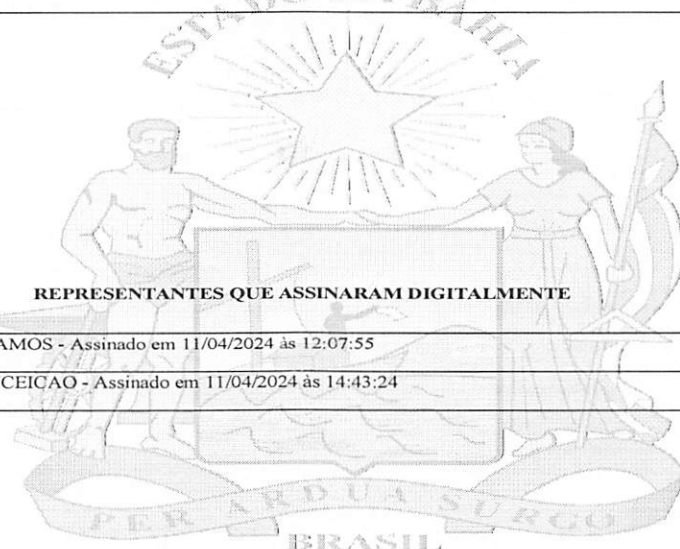 ESTADO BAHIA
REPRESENTANTES QUE ASSINARAM DIGITALMENTE
AMOS - Assinado em 11/04/2024 às 12:07:55
CEICAO - Assinado em 11/04/2024 às 14:43:24
PER ARDUA SURGO
BRASIL